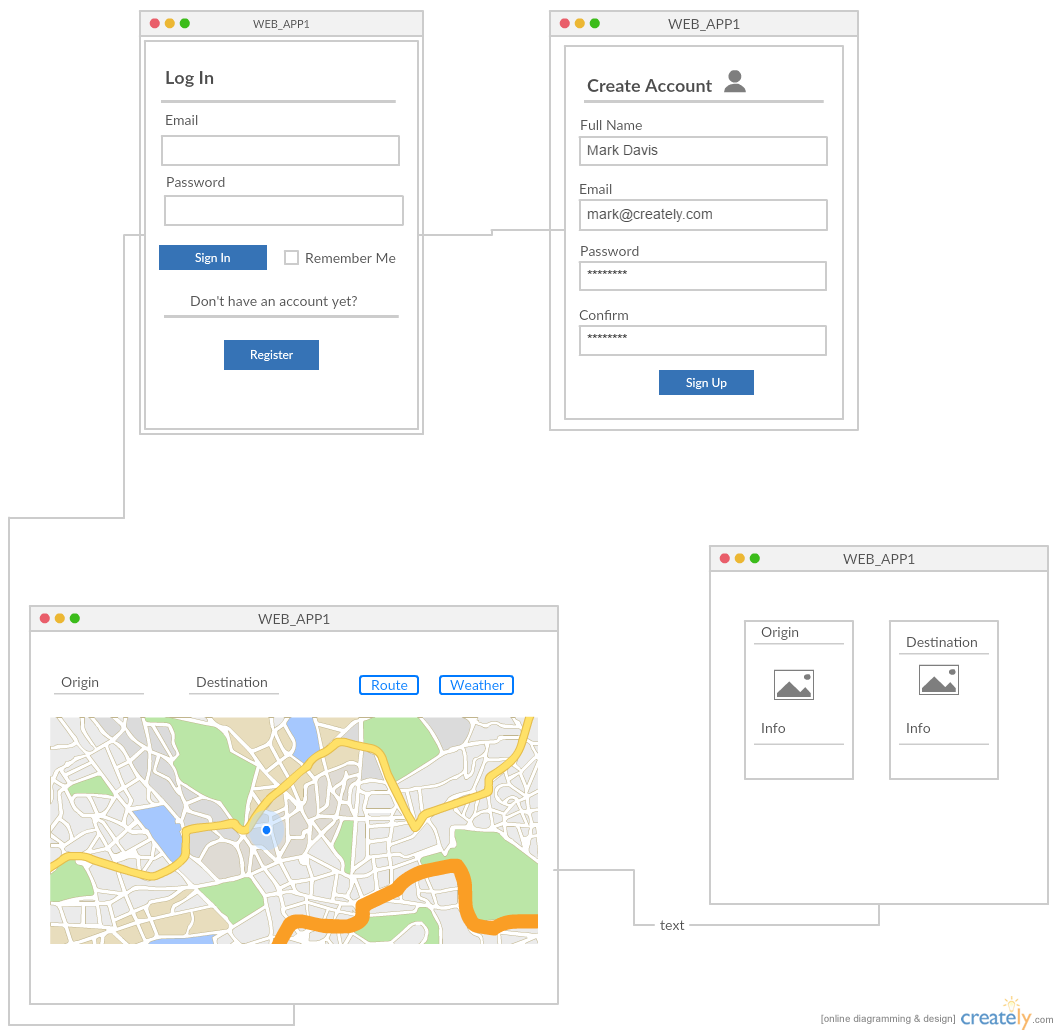 WEB_APP1
Log In
Email
Password
Sign In
Remember Me
Don't have an account yet?
Register
WEB_APP1
Create Account
Full Name
Mark Davis
Email
mark@creately.com
Password
********
Confirm
********
Sign Up
WEB_APP1
Origin
Destination
Route
Weather
WEB_APP1
Origin
Info
Destination
Info
text
[online diagramming & design] creately.com